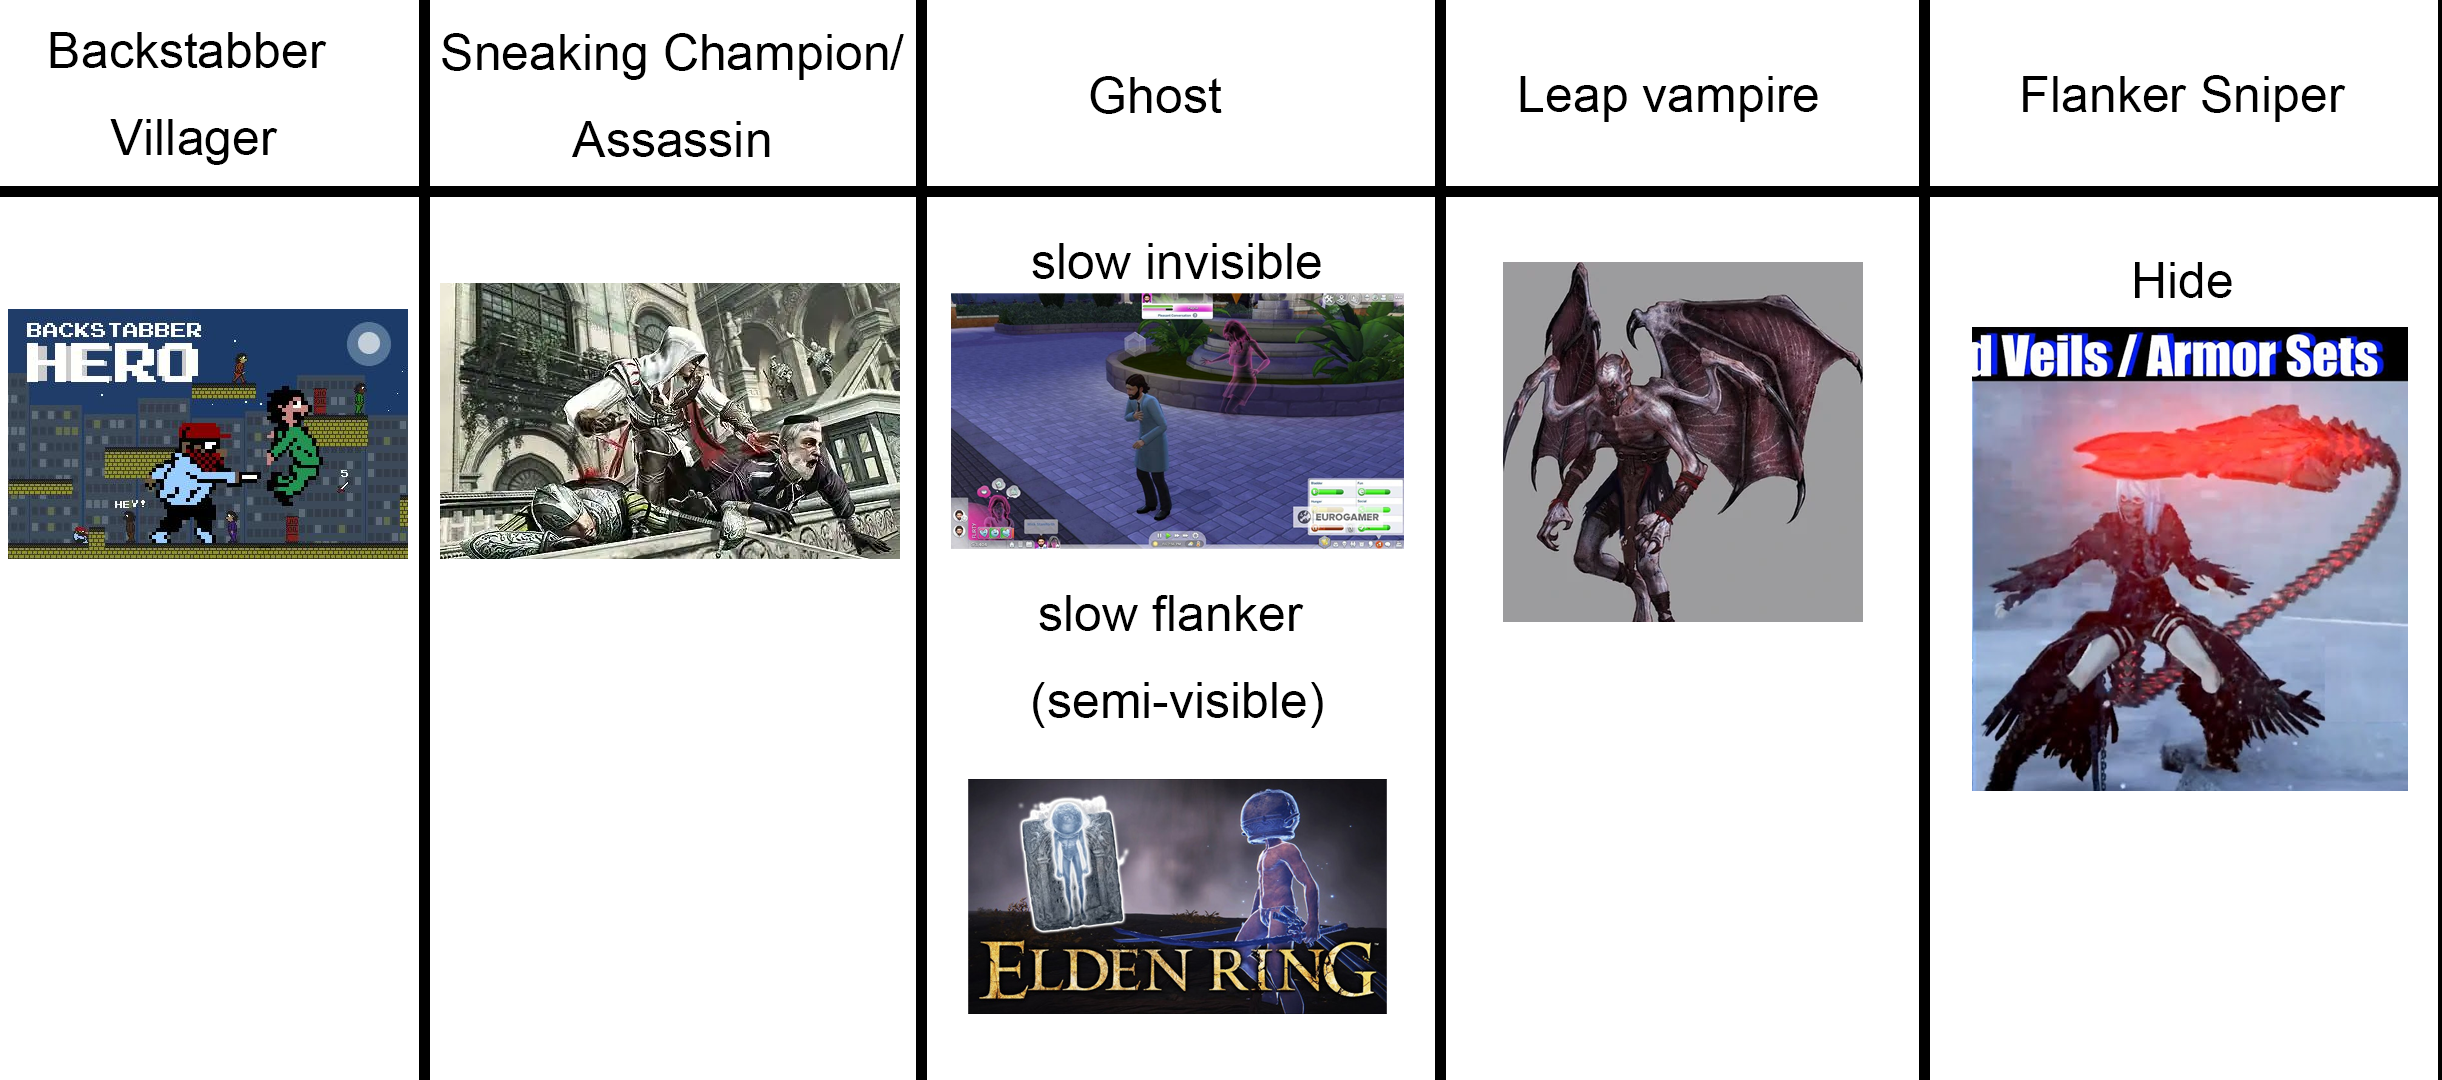 Backstabber
Villager
Sneaking Champion/
Assassin
Ghost
Leap vampire
Flanker Sniper
BACKSTABBER
HERO
HEY!
5
slow invisible
EUROGAMER
slow flanker
(semi-visible)
ELDEN RING
Hide
d Veils / Armor Sets